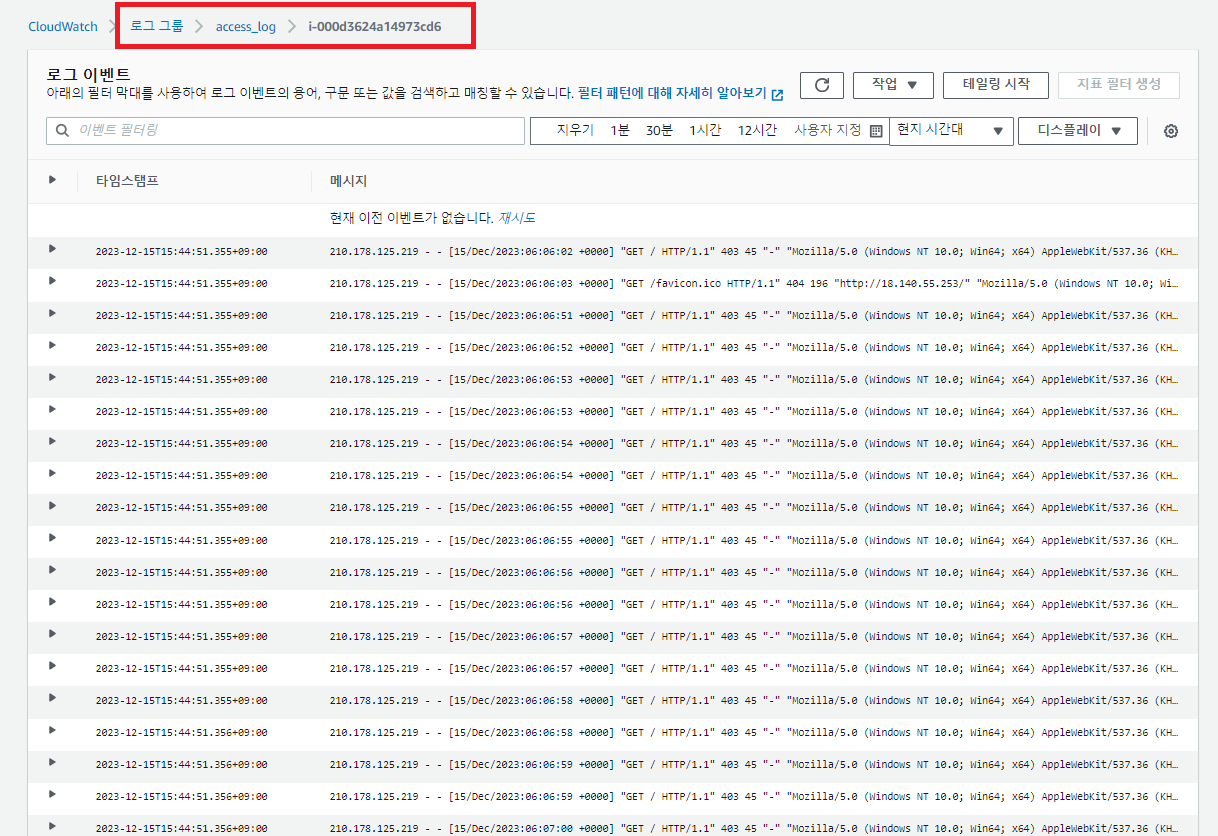 CloudWatch > 로그 그룹 > access_log > i-000d3624a14973cd6
로그 이벤트
아래의 필터 막대를 사용하여 로그 이벤트의 용어, 구문 또는 값을 검색하고 매칭할 수 있습니다. 필터 패턴에 대해 자세히 알아보기
작업 ▼ 테일링 시작 지표 필터 생성
이벤트 필터링 지우기 1분 30분 1시간 12시간 사용자 지정 현지 시간대 ▼ 디스플레이 ▼
타임스탬프 메시지
현재 이전 이벤트가 없습니다. 재시도
2023-12-15T15:44:51.355+09:00 210.178.125.219 - - [15/Dec/2023:06:06:02 +0000] "GET / HTTP/1.1" 403 45 "-" "Mozilla/5.0 (Windows NT 10.0; Win64; x64) AppleWebKit/537.36 (KH…
2023-12-15T15:44:51.355+09:00 210.178.125.219 - - [15/Dec/2023:06:06:03 +0000] "GET /favicon.ico HTTP/1.1" 404 196 "http://18.140.55.253/" "Mozilla/5.0 (Windows NT 10.0; Wi…
2023-12-15T15:44:51.355+09:00 210.178.125.219 - - [15/Dec/2023:06:06:51 +0000] "GET / HTTP/1.1" 403 45 "-" "Mozilla/5.0 (Windows NT 10.0; Win64; x64) AppleWebKit/537.36 (KH…
2023-12-15T15:44:51.355+09:00 210.178.125.219 - - [15/Dec/2023:06:06:52 +0000] "GET / HTTP/1.1" 403 45 "-" "Mozilla/5.0 (Windows NT 10.0; Win64; x64) AppleWebKit/537.36 (KH…
2023-12-15T15:44:51.355+09:00 210.178.125.219 - - [15/Dec/2023:06:06:53 +0000] "GET / HTTP/1.1" 403 45 "-" "Mozilla/5.0 (Windows NT 10.0; Win64; x64) AppleWebKit/537.36 (KH…
2023-12-15T15:44:51.355+09:00 210.178.125.219 - - [15/Dec/2023:06:06:53 +0000] "GET / HTTP/1.1" 403 45 "-" "Mozilla/5.0 (Windows NT 10.0; Win64; x64) AppleWebKit/537.36 (KH…
2023-12-15T15:44:51.355+09:00 210.178.125.219 - - [15/Dec/2023:06:06:54 +0000] "GET / HTTP/1.1" 403 45 "-" "Mozilla/5.0 (Windows NT 10.0; Win64; x64) AppleWebKit/537.36 (KH…
2023-12-15T15:44:51.355+09:00 210.178.125.219 - - [15/Dec/2023:06:06:54 +0000] "GET / HTTP/1.1" 403 45 "-" "Mozilla/5.0 (Windows NT 10.0; Win64; x64) AppleWebKit/537.36 (KH…
2023-12-15T15:44:51.355+09:00 210.178.125.219 - - [15/Dec/2023:06:06:55 +0000] "GET / HTTP/1.1" 403 45 "-" "Mozilla/5.0 (Windows NT 10.0; Win64; x64) AppleWebKit/537.36 (KH…
2023-12-15T15:44:51.355+09:00 210.178.125.219 - - [15/Dec/2023:06:06:55 +0000] "GET / HTTP/1.1" 403 45 "-" "Mozilla/5.0 (Windows NT 10.0; Win64; x64) AppleWebKit/537.36 (KH…
2023-12-15T15:44:51.355+09:00 210.178.125.219 - - [15/Dec/2023:06:06:56 +0000] "GET / HTTP/1.1" 403 45 "-" "Mozilla/5.0 (Windows NT 10.0; Win64; x64) AppleWebKit/537.36 (KH…
2023-12-15T15:44:51.355+09:00 210.178.125.219 - - [15/Dec/2023:06:06:56 +0000] "GET / HTTP/1.1" 403 45 "-" "Mozilla/5.0 (Windows NT 10.0; Win64; x64) AppleWebKit/537.36 (KH…
2023-12-15T15:44:51.355+09:00 210.178.125.219 - - [15/Dec/2023:06:06:57 +0000] "GET / HTTP/1.1" 403 45 "-" "Mozilla/5.0 (Windows NT 10.0; Win64; x64) AppleWebKit/537.36 (KH…
2023-12-15T15:44:51.355+09:00 210.178.125.219 - - [15/Dec/2023:06:06:57 +0000] "GET / HTTP/1.1" 403 45 "-" "Mozilla/5.0 (Windows NT 10.0; Win64; x64) AppleWebKit/537.36 (KH…
2023-12-15T15:44:51.355+09:00 210.178.125.219 - - [15/Dec/2023:06:06:58 +0000] "GET / HTTP/1.1" 403 45 "-" "Mozilla/5.0 (Windows NT 10.0; Win64; x64) AppleWebKit/537.36 (KH…
2023-12-15T15:44:51.356+09:00 210.178.125.219 - - [15/Dec/2023:06:06:58 +0000] "GET / HTTP/1.1" 403 45 "-" "Mozilla/5.0 (Windows NT 10.0; Win64; x64) AppleWebKit/537.36 (KH…
2023-12-15T15:44:51.356+09:00 210.178.125.219 - - [15/Dec/2023:06:06:59 +0000] "GET / HTTP/1.1" 403 45 "-" "Mozilla/5.0 (Windows NT 10.0; Win64; x64) AppleWebKit/537.36 (KH…
2023-12-15T15:44:51.356+09:00 210.178.125.219 - - [15/Dec/2023:06:06:59 +0000] "GET / HTTP/1.1" 403 45 "-" "Mozilla/5.0 (Windows NT 10.0; Win64; x64) AppleWebKit/537.36 (KH…
2023-12-15T15:44:51.356+09:00 210.178.125.219 - - [15/Dec/2023:06:07:00 +0000] "GET / HTTP/1.1" 403 45 "-" "Mozilla/5.0 (Windows NT 10.0; Win64; x64) AppleWebKit/537.36 (KH…